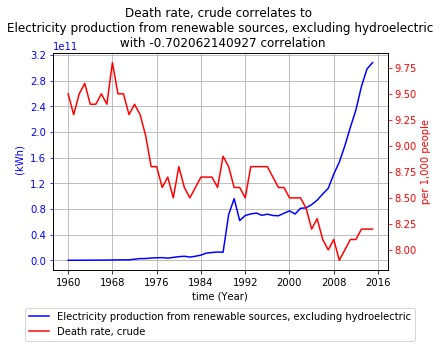 Death rate, crude correlates to
Electricity production from renewable sources, excluding hydroelectric
with -0.702062140927 correlation
1e11
3.2
2.8
2.4
2.0
1.6
1.2
0.8
0.4
0.0
(kWh)
9.75
9.50
9.25
9.00
8.75
8.50
8.25
8.00
per 1,000 people
1960 1968 1976 1984 1992 2000 2008 2016
time (Year)
Electricity production from renewable sources, excluding hydroelectric
Death rate, crude